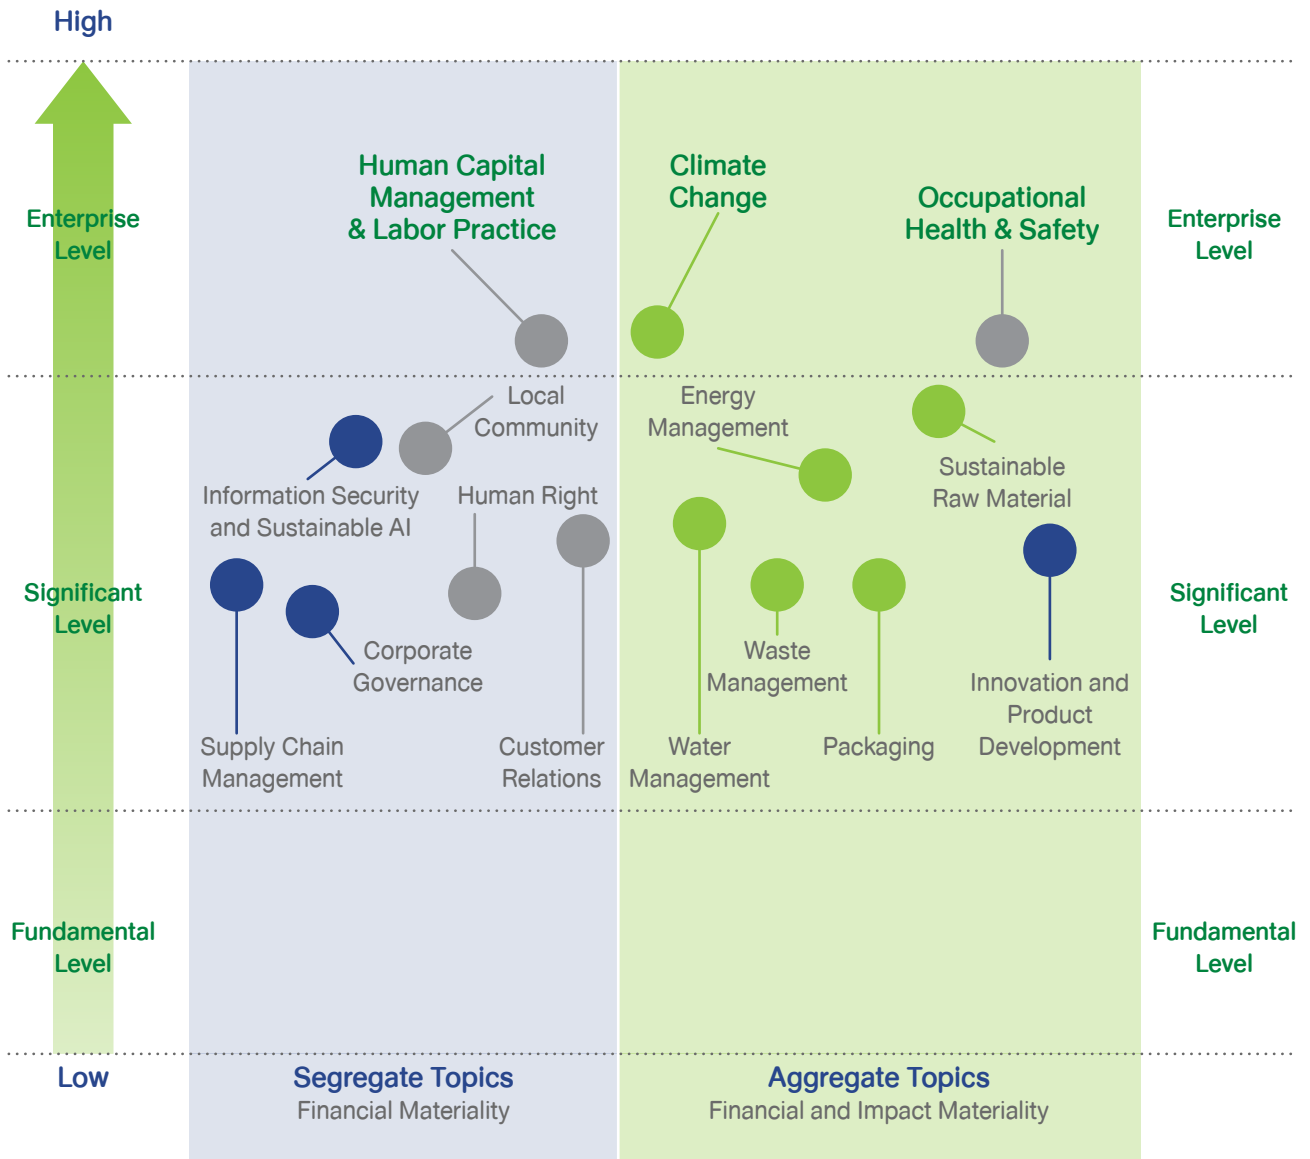 High
Human Capital
Management
& Labor Practice
Climate
Change
Occupational
Health & Safety
Enterprise
Level
Enterprise
Level
Local
Community
Energy
Management
Sustainable
Raw Material
Information Security
and Sustainable AI
Human Right
Significant
Level
Significant
Level
Corporate
Governance
Waste
Management
Innovation and
Product
Development
Supply Chain
Management
Customer
Relations
Water
Management
Packaging
Fundamental
Level
Fundamental
Level
Low
Segregate Topics
Financial Materiality
Aggregate Topics
Financial and Impact Materiality